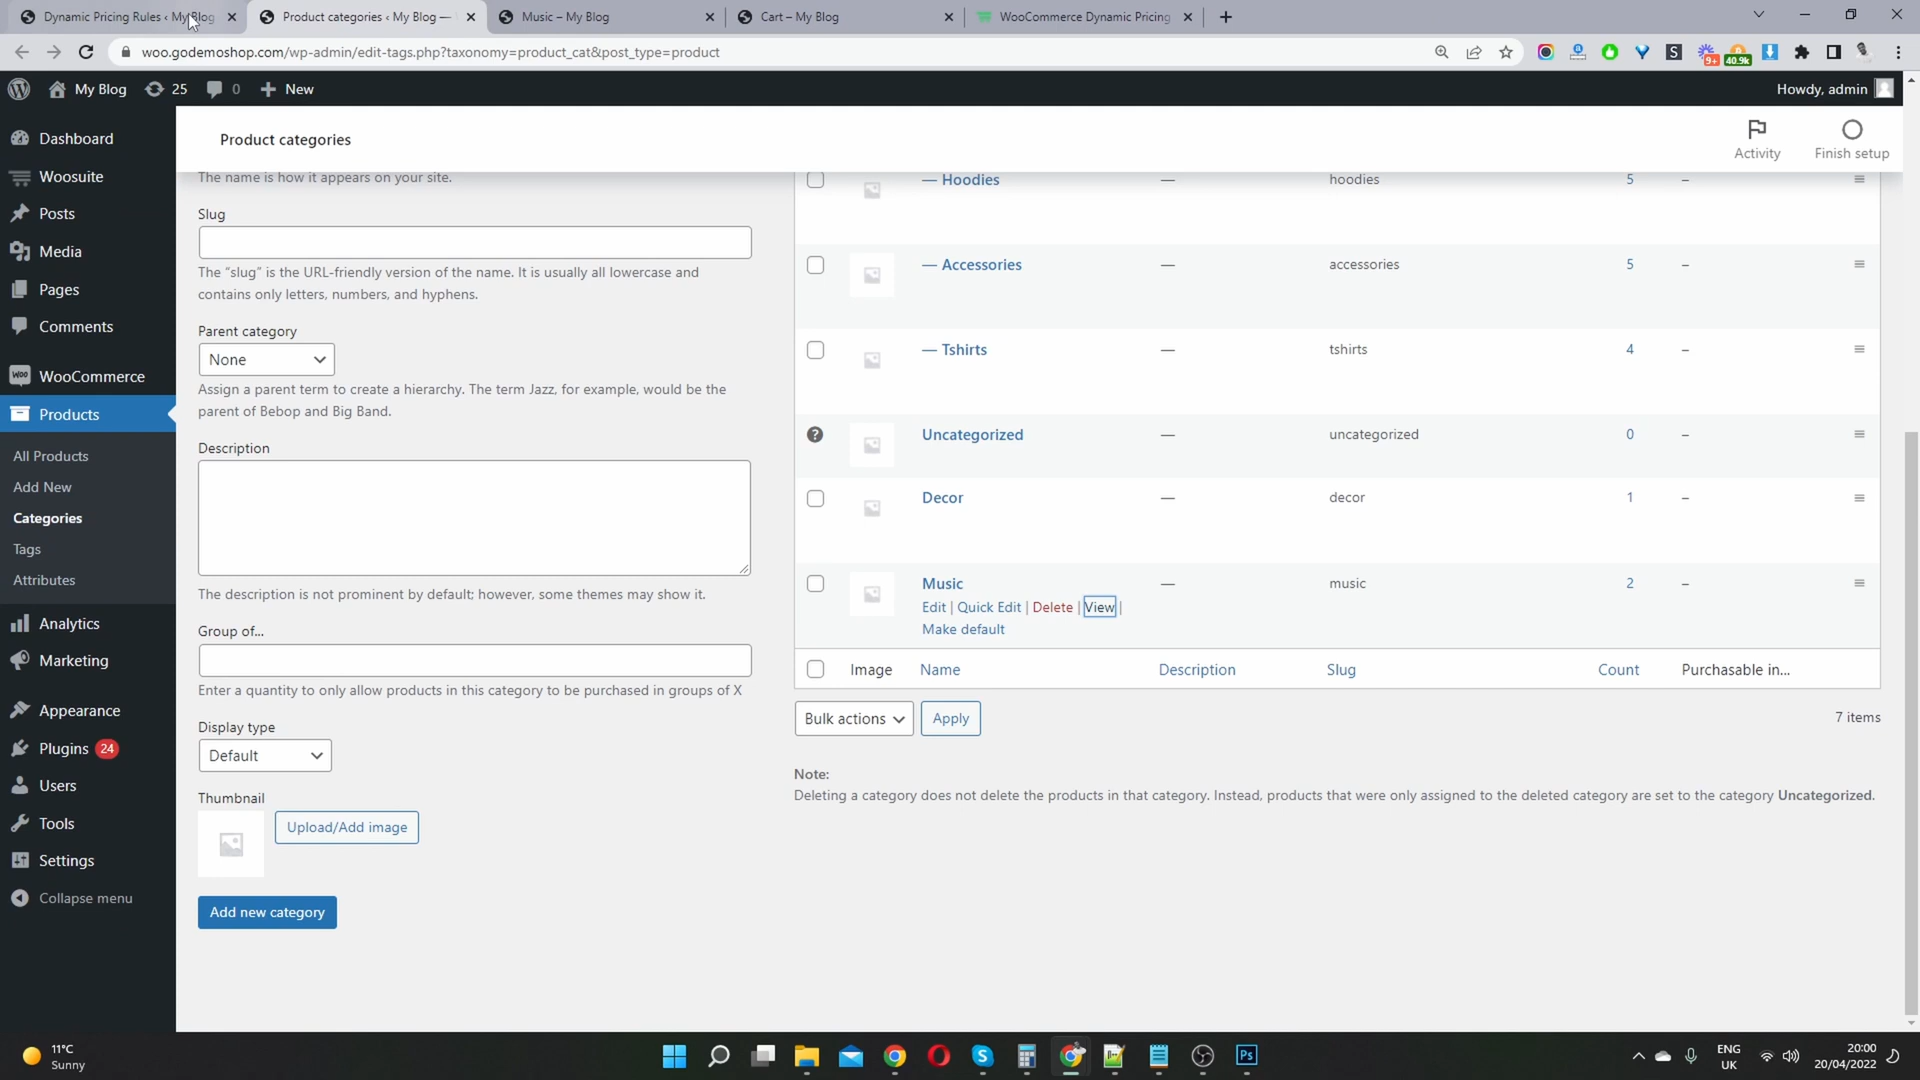 Dynamic Pricing Rules ‹ My Blog
Product categories ‹ My Blog —
Music – My Blog
Cart – My Blog
WooCommerce Dynamic Pricing
woo.godemoshop.com/wp-admin/edit-tags.php?taxonomy=product_cat&post_type=product
9+
40.9k
My Blog
25
0
New
Howdy, admin
Dashboard
Woosuite
Posts
Media
Pages
Comments
WooCommerce
Products
All Products
Add New
Categories
Tags
Attributes
Analytics
Marketing
Appearance
Plugins 24
Users
Tools
Settings
Collapse menu
Product categories
Activity
Finish setup
The name is how it appears on your site.
Slug
The “slug” is the URL-friendly version of the name. It is usually all lowercase and
contains only letters, numbers, and hyphens.
Parent category
None
Assign a parent term to create a hierarchy. The term Jazz, for example, would be the
parent of Bebop and Big Band.
Description
The description is not prominent by default; however, some themes may show it.
Group of...
Enter a quantity to only allow products in this category to be purchased in groups of X
Display type
Default
Thumbnail
Upload/Add image
Add new category
— Hoodies — hoodies 5 –
— Accessories — accessories 5 –
— Tshirts — tshirts 4 –
Uncategorized — uncategorized 0 –
Decor — decor 1 –
Music — music 2 –
Edit | Quick Edit | Delete | View |
Make default
Image Name Description Slug Count Purchasable in...
Bulk actions Apply 7 items
Note:
Deleting a category does not delete the products in that category. Instead, products that were only assigned to the deleted category are set to the category Uncategorized.
11°C
Sunny
Ps
ENG
UK
20:00
20/04/2022